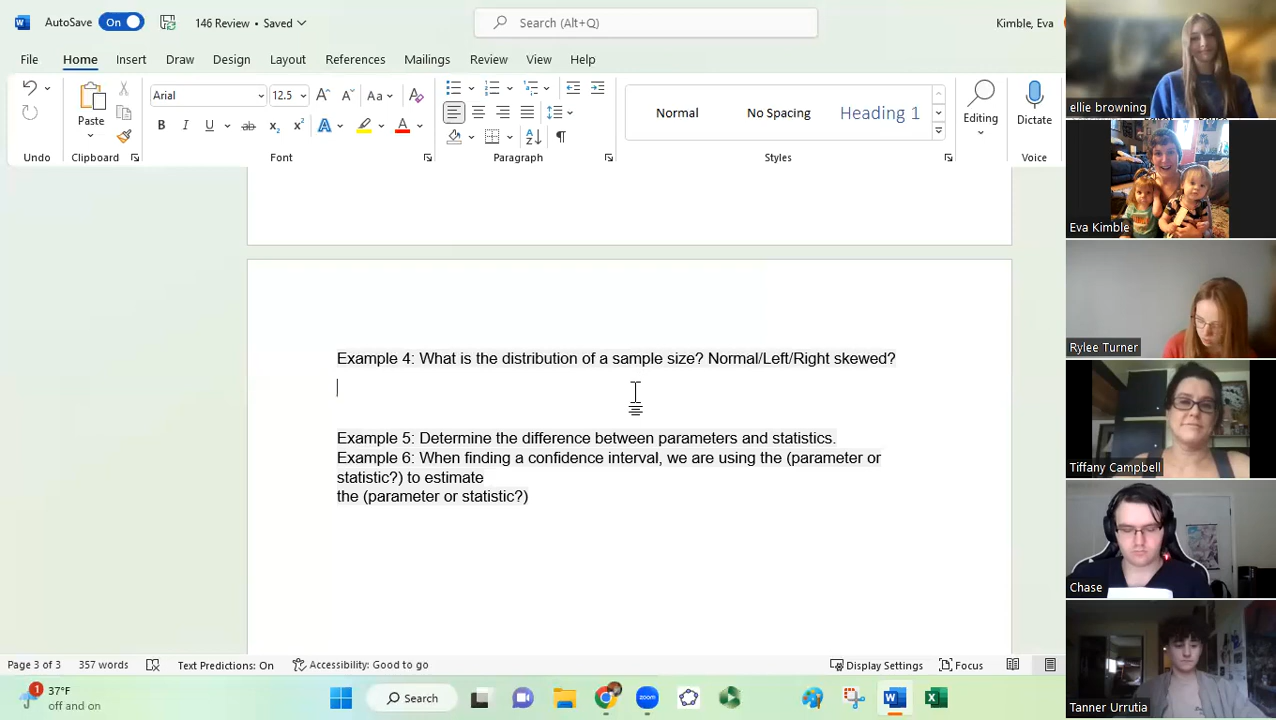 AutoSave On 146 Review • Saved Search (Alt+Q) Kimble, Eva
File Home Insert Draw Design Layout References Mailings Review View Help
Paste Arial 12.5 Aa Normal No Spacing Heading 1 Editing Dictate
Undo Clipboard Font Paragraph Styles Voice
Example 4: What is the distribution of a sample size? Normal/Left/Right skewed?
Example 5: Determine the difference between parameters and statistics.
Example 6: When finding a confidence interval, we are using the (parameter or
statistic?) to estimate
the (parameter or statistic?)
ellie browning
Eva Kimble
Rylee Turner
Tiffany Campbell
Chase
Tanner Urrutia
Page 3 of 3 357 words Text Predictions: On Accessibility: Good to go Display Settings Focus
1 37°F
off and on
Search
zoom